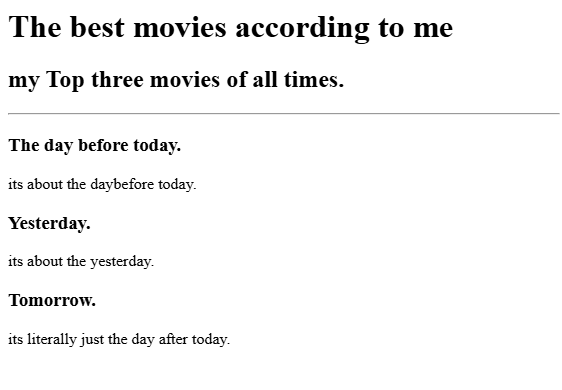 The best movies according to me
my Top three movies of all times.
The day before today.
its about the daybefore today.
Yesterday.
its about the yesterday.
Tomorrow.
its literally just the day after today.